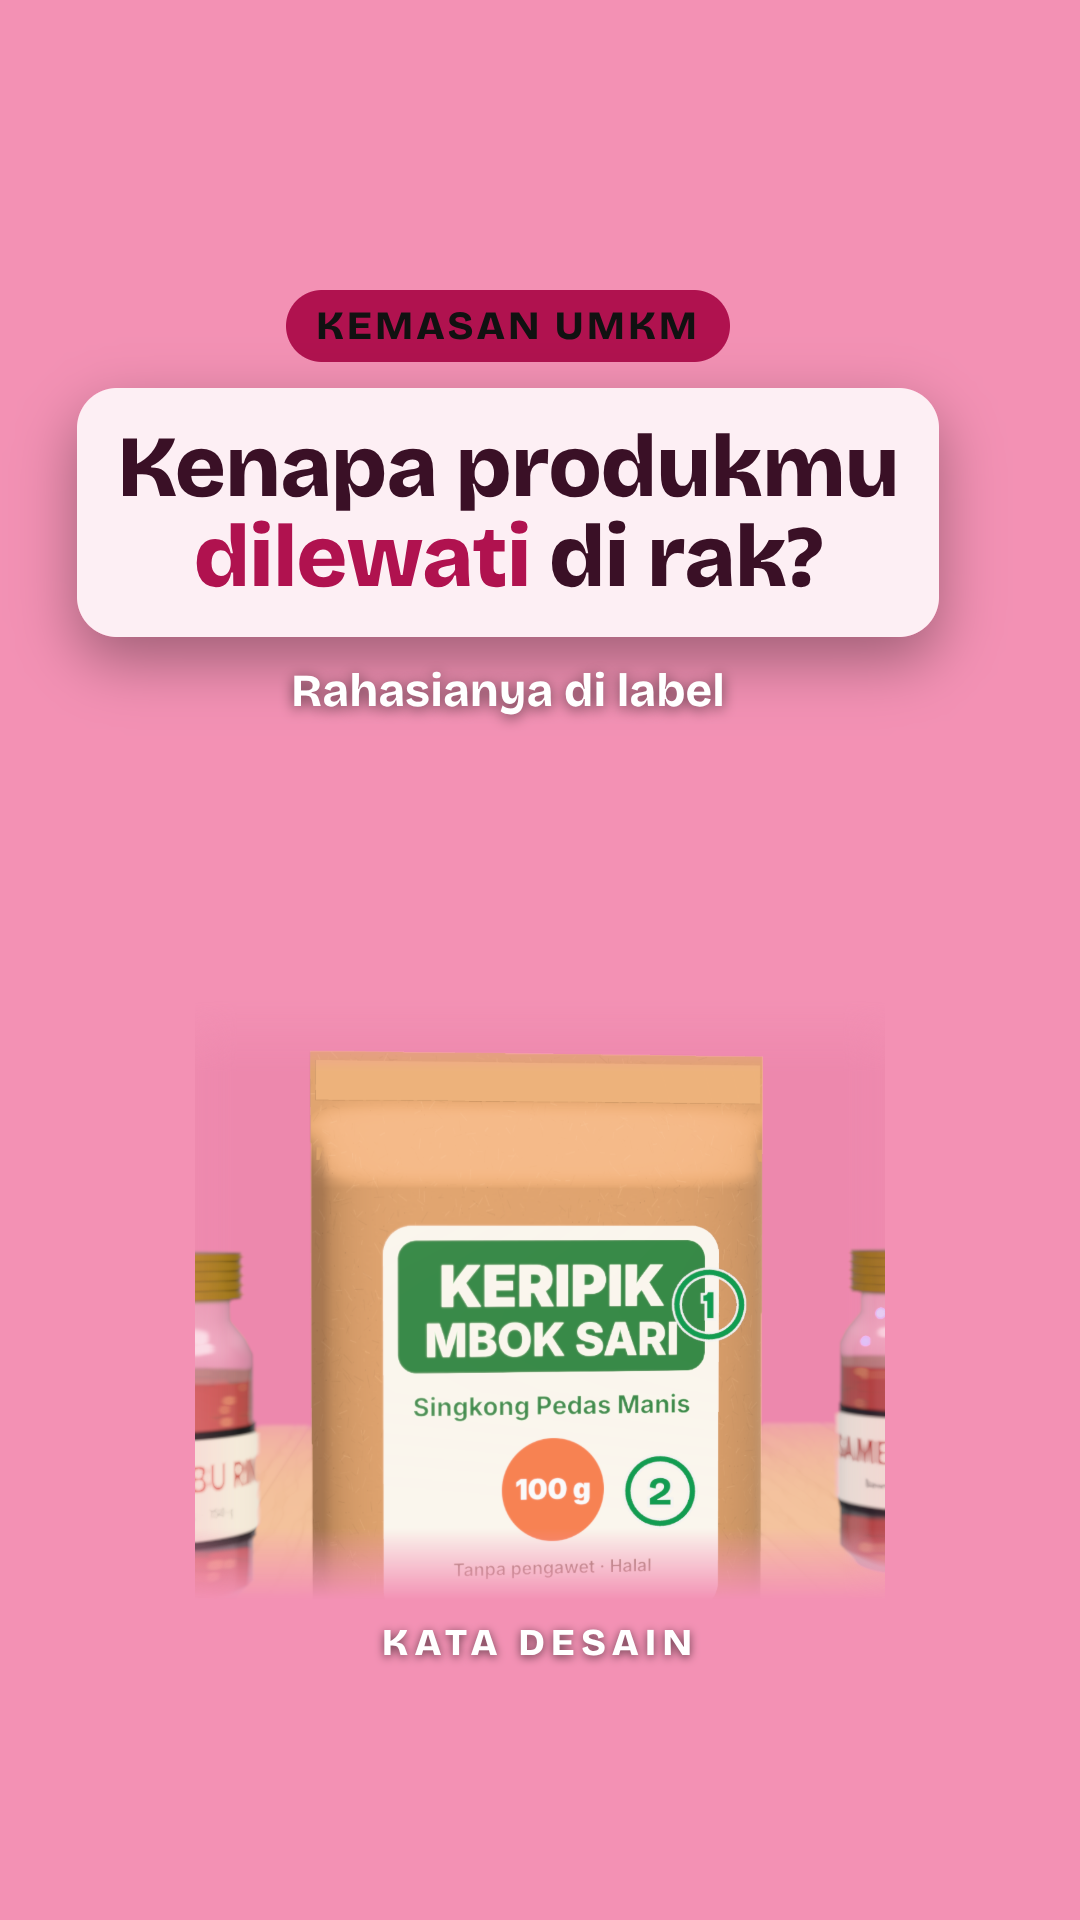 KEMASAN UMKM
Kenapa produkmu
dilewati di rak?
Rahasianya di label
KERIPIK
MBOK SARI
1
Singkong Pedas Manis
100 g
2
Tanpa pengawet · Halal
KATA DESAIN